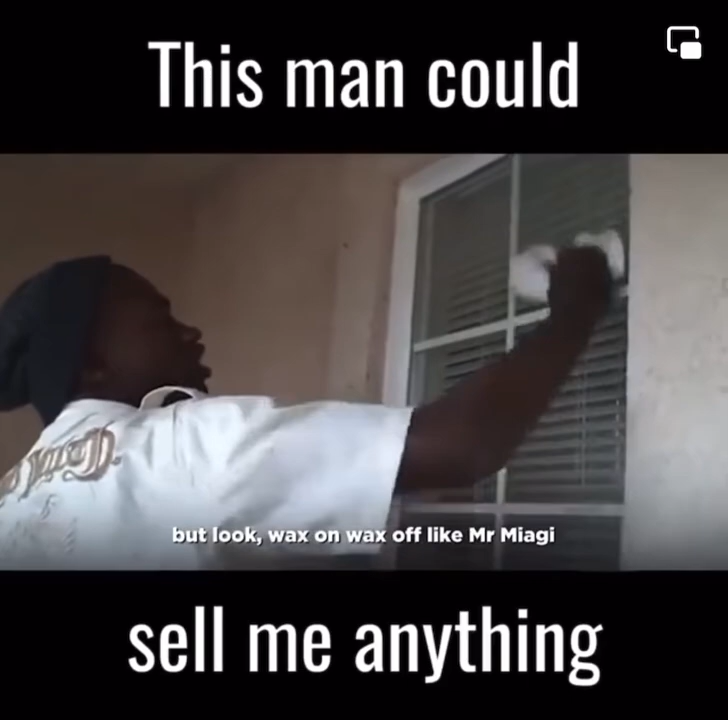 This man could
but look, wax on wax off like Mr Miagi
sell me anything